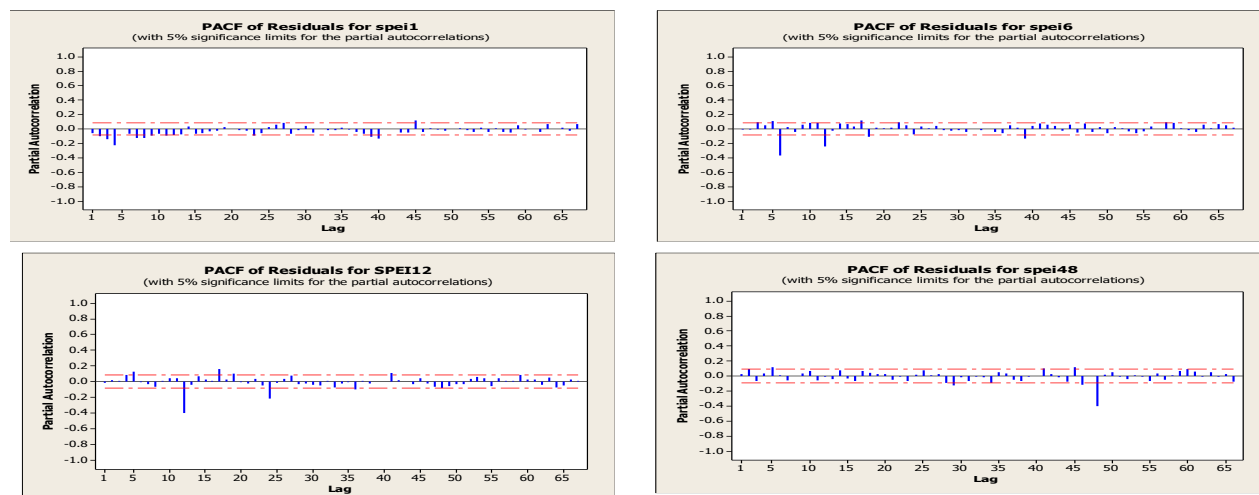 PACF of Residuals for spei1
(with 5% significance limits for the partial autocorrelations)
Partial Autocorrelation
1.0
0.8
0.6
0.4
0.2
0.0
-0.2
-0.4
-0.6
-0.8
-1.0
1 5 10 15 20 25 30 35 40 45 50 55 60 65
Lag
PACF of Residuals for spei6
(with 5% significance limits for the partial autocorrelations)
Partial Autocorrelation
1.0
0.8
0.6
0.4
0.2
0.0
-0.2
-0.4
-0.6
-0.8
-1.0
1 5 10 15 20 25 30 35 40 45 50 55 60 65
Lag
PACF of Residuals for SPEI12
(with 5% significance limits for the partial autocorrelations)
Partial Autocorrelation
1.0
0.8
0.6
0.4
0.2
0.0
-0.2
-0.4
-0.6
-0.8
-1.0
1 5 10 15 20 25 30 35 40 45 50 55 60 65
Lag
PACF of Residuals for spei48
(with 5% significance limits for the partial autocorrelations)
Partial Autocorrelation
1.0
0.8
0.6
0.4
0.2
0.0
-0.2
-0.4
-0.6
-0.8
-1.0
1 5 10 15 20 25 30 35 40 45 50 55 60 65
Lag